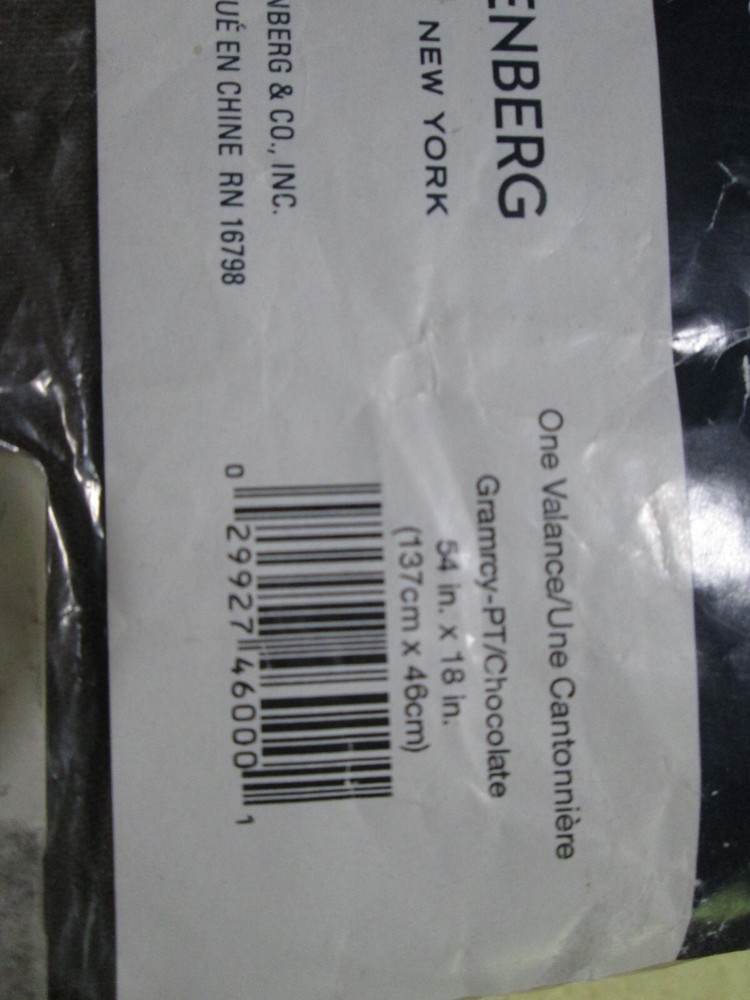 ENBERG
NEW YORK
NBERG & CO., INC.
UÉ EN CHINE RN 16798
One Valance/Une Cantonnière
Gramrcy-PT/Chocolate
54 in. x 18 in.
(137cm x 46cm)
0 29927 46000 1